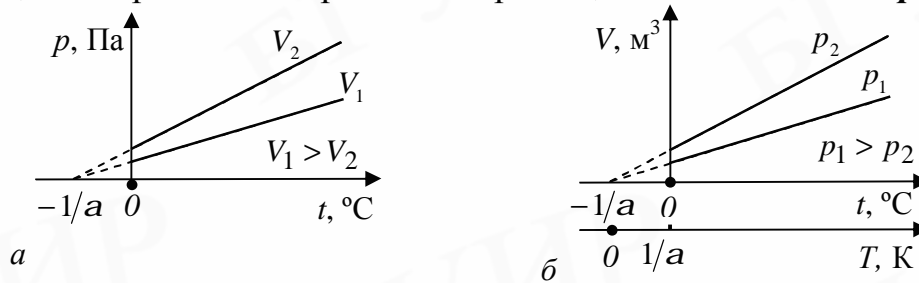 p, Па
V₂
V₁
V₁ > V₂
−1/a 0 t, ºC
а
V, м³
p₂
p₁
p₁ > p₂
−1/a 0 t, ºC
0 1/a T, К
б